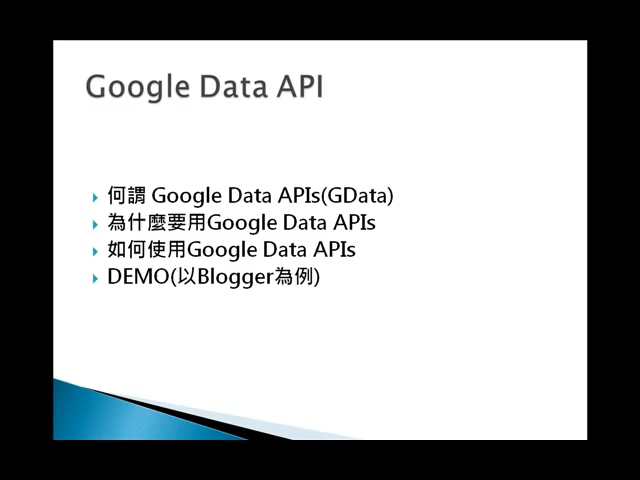 Google Data API
何謂 Google Data APIs(GData)
為什麼要用Google Data APIs
如何使用Google Data APIs
DEMO(以Blogger為例)